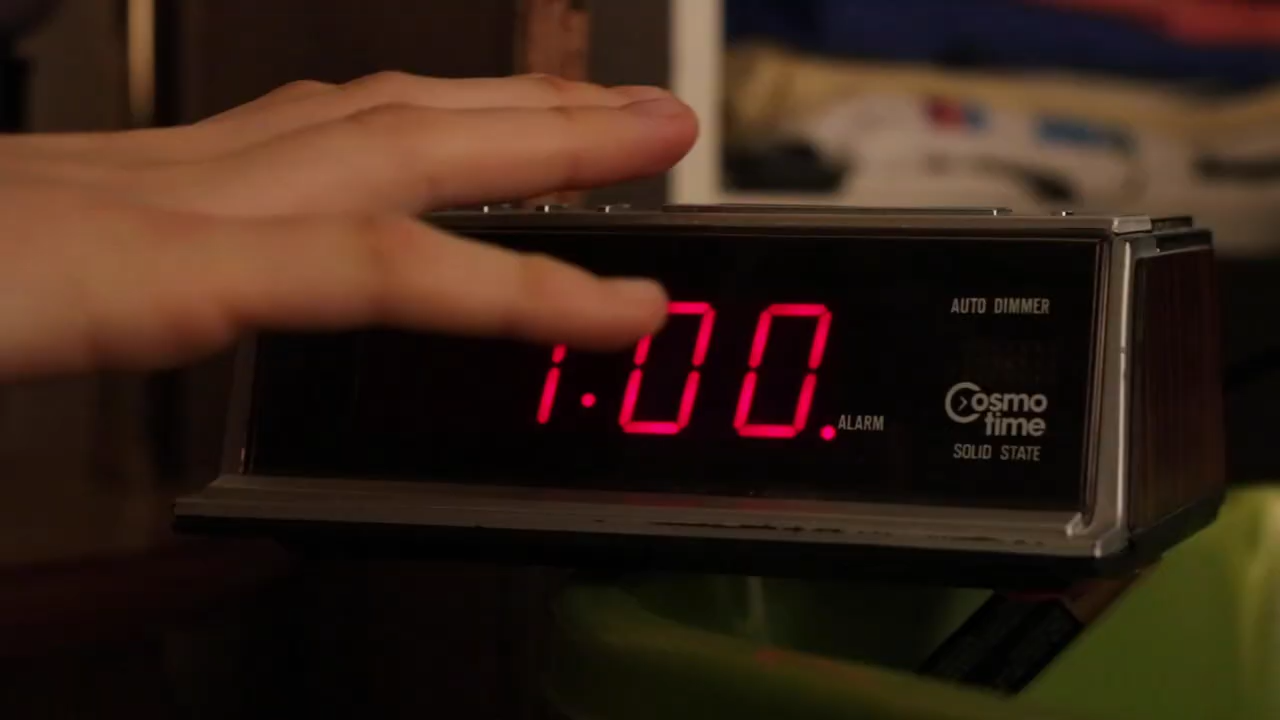 AUTO DIMMER
1:00.
ALARM
Cosmo
time
SOLID STATE